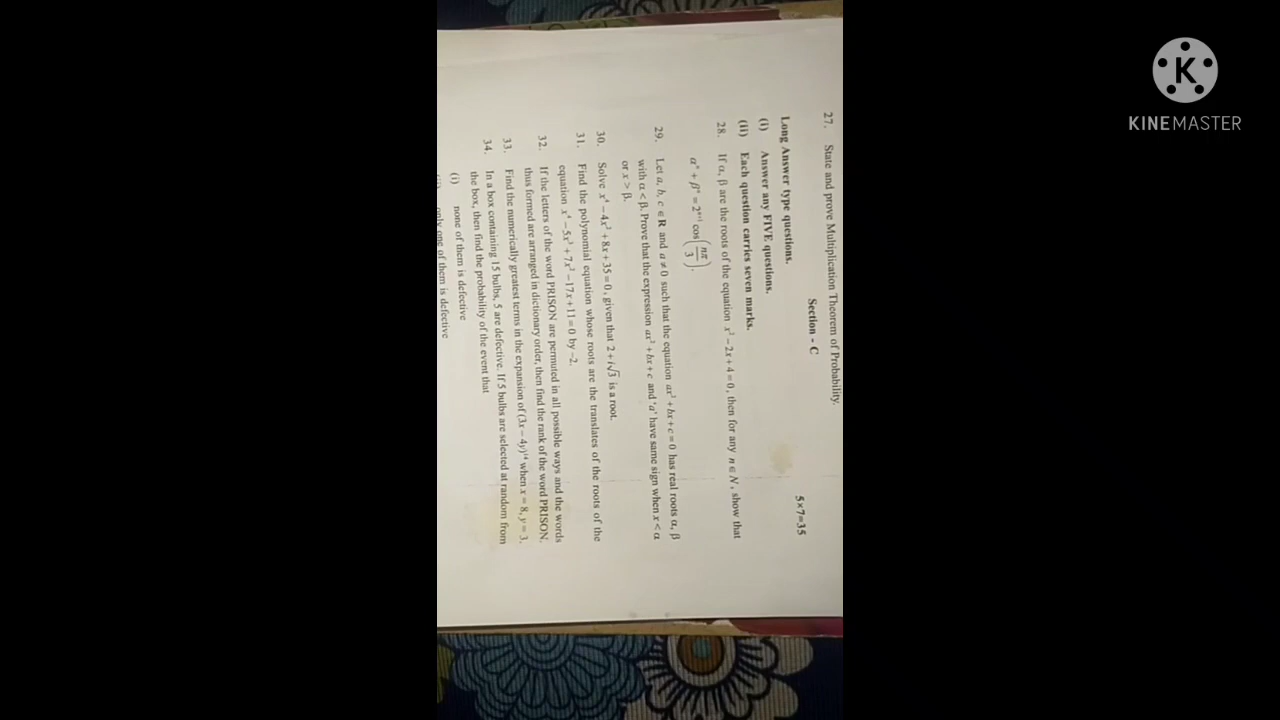 27. State and prove Multiplication Theorem of Probability.
Section - C
5×7=35
Long Answer type questions.
(i) Answer any FIVE questions.
(ii) Each question carries seven marks.
28. If α, β are the roots of the equation x² − 2x + 4 = 0, then for any n ∈ N, show that
αⁿ + βⁿ = 2ⁿ⁺¹ cos(nπ/3).
29. Let a, b, c ∈ R and a ≠ 0 such that the equation ax² + bx + c = 0 has real roots α, β
with α < β. Prove that the expression ax² + bx + c and 'a' have same sign when x < α
or x > β.
30. Solve x⁴ − 4x² + 8x + 35 = 0, given that 2 + i√3 is a root.
31. Find the polynomial equation whose roots are the translates of the roots of the
equation x⁴ − 5x³ + 7x² − 17x + 11 = 0 by −2.
32. If the letters of the word PRISON are permuted in all possible ways and the words
thus formed are arranged in dictionary order, then find the rank of the word PRISON.
33. Find the numerically greatest terms in the expansion of (3x − 4y)¹⁴ when x = 8, y = 3.
34. In a box containing 15 bulbs, 5 are defective. If 5 bulbs are selected at random from
the box, then find the probability of the event that
(i) none of them is defective
(ii) only one of them is defective
K
KINEMASTER